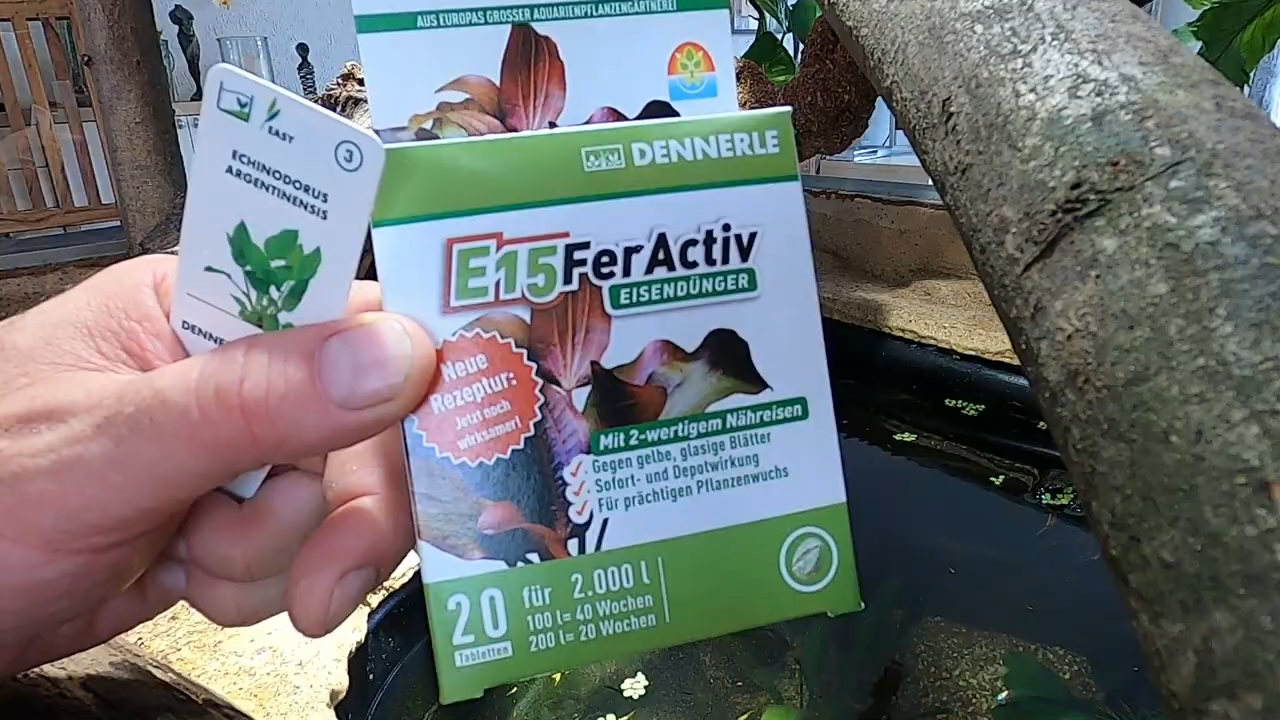 AUS EUROPAS GROSSER AQUARIENPFLANZENGÄRTNEREI
EASY
3
ECHINODORUS
ARGENTINENSIS
DENNE
DENNERLE
E15FerActiv
EISENDÜNGER
Neue
Rezeptur:
Jetzt noch
wirksamer!
Mit 2-wertigem Nähreisen
Gegen gelbe, glasige Blätter
Sofort- und Depotwirkung
Für prächtigen Pflanzenwuchs
20 für 2.000 l
Tabletten
100 l= 40 Wochen
200 l= 20 Wochen